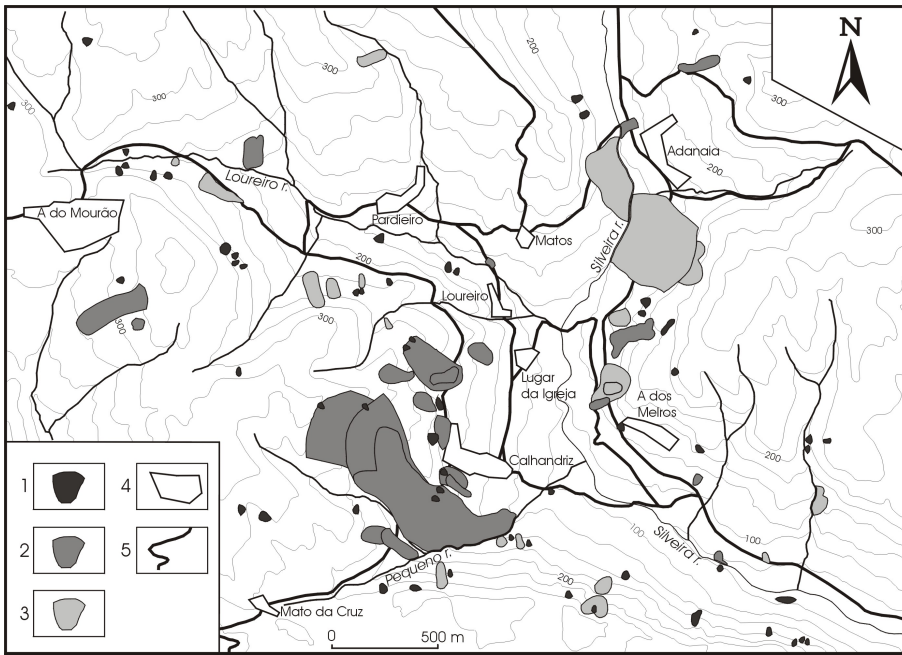 N
200
300
300
300
300
Adanaia
200
Loureiro r.
A do Mourão
Pardieiro
Matos
Silveira r.
300
200
Loureiro
300
300
Lugar
da Igreja
A dos
Melros
Calhandriz
200
100
Silveira r.
100
Pequeno r.
200
Mato da Cruz
0 500 m
1
2
3
4
5